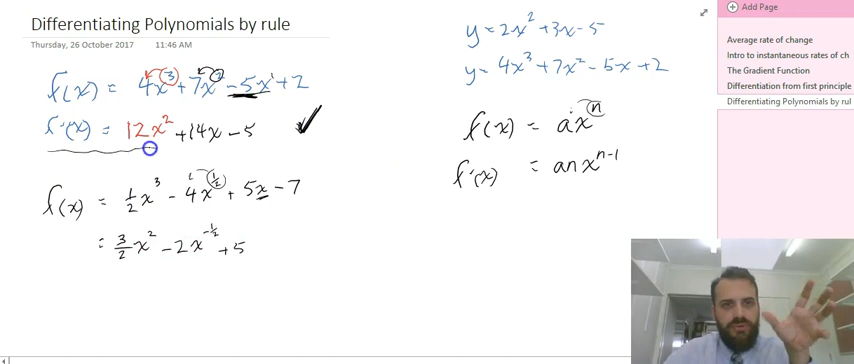 Differentiating Polynomials by rule
Thursday, 26 October 2017 11:46 AM
f(x) = 4x³ + 7x² - 5x¹ + 2
f'(x) = 12x² + 14x - 5 ✓
f(x) = 1/2 x³ - 4x^(1/2) + 5x - 7
= 3/2 x² - 2x^(-1/2) + 5
y = 2x² + 3x - 5
y = 4x³ + 7x² - 5x + 2
f(x) = axⁿ
f'(x) = anxⁿ⁻¹
Add Page
Average rate of change
Intro to instantaneous rates of ch
The Gradient Function
Differentiation from first principle
Differentiating Polynomials by rul